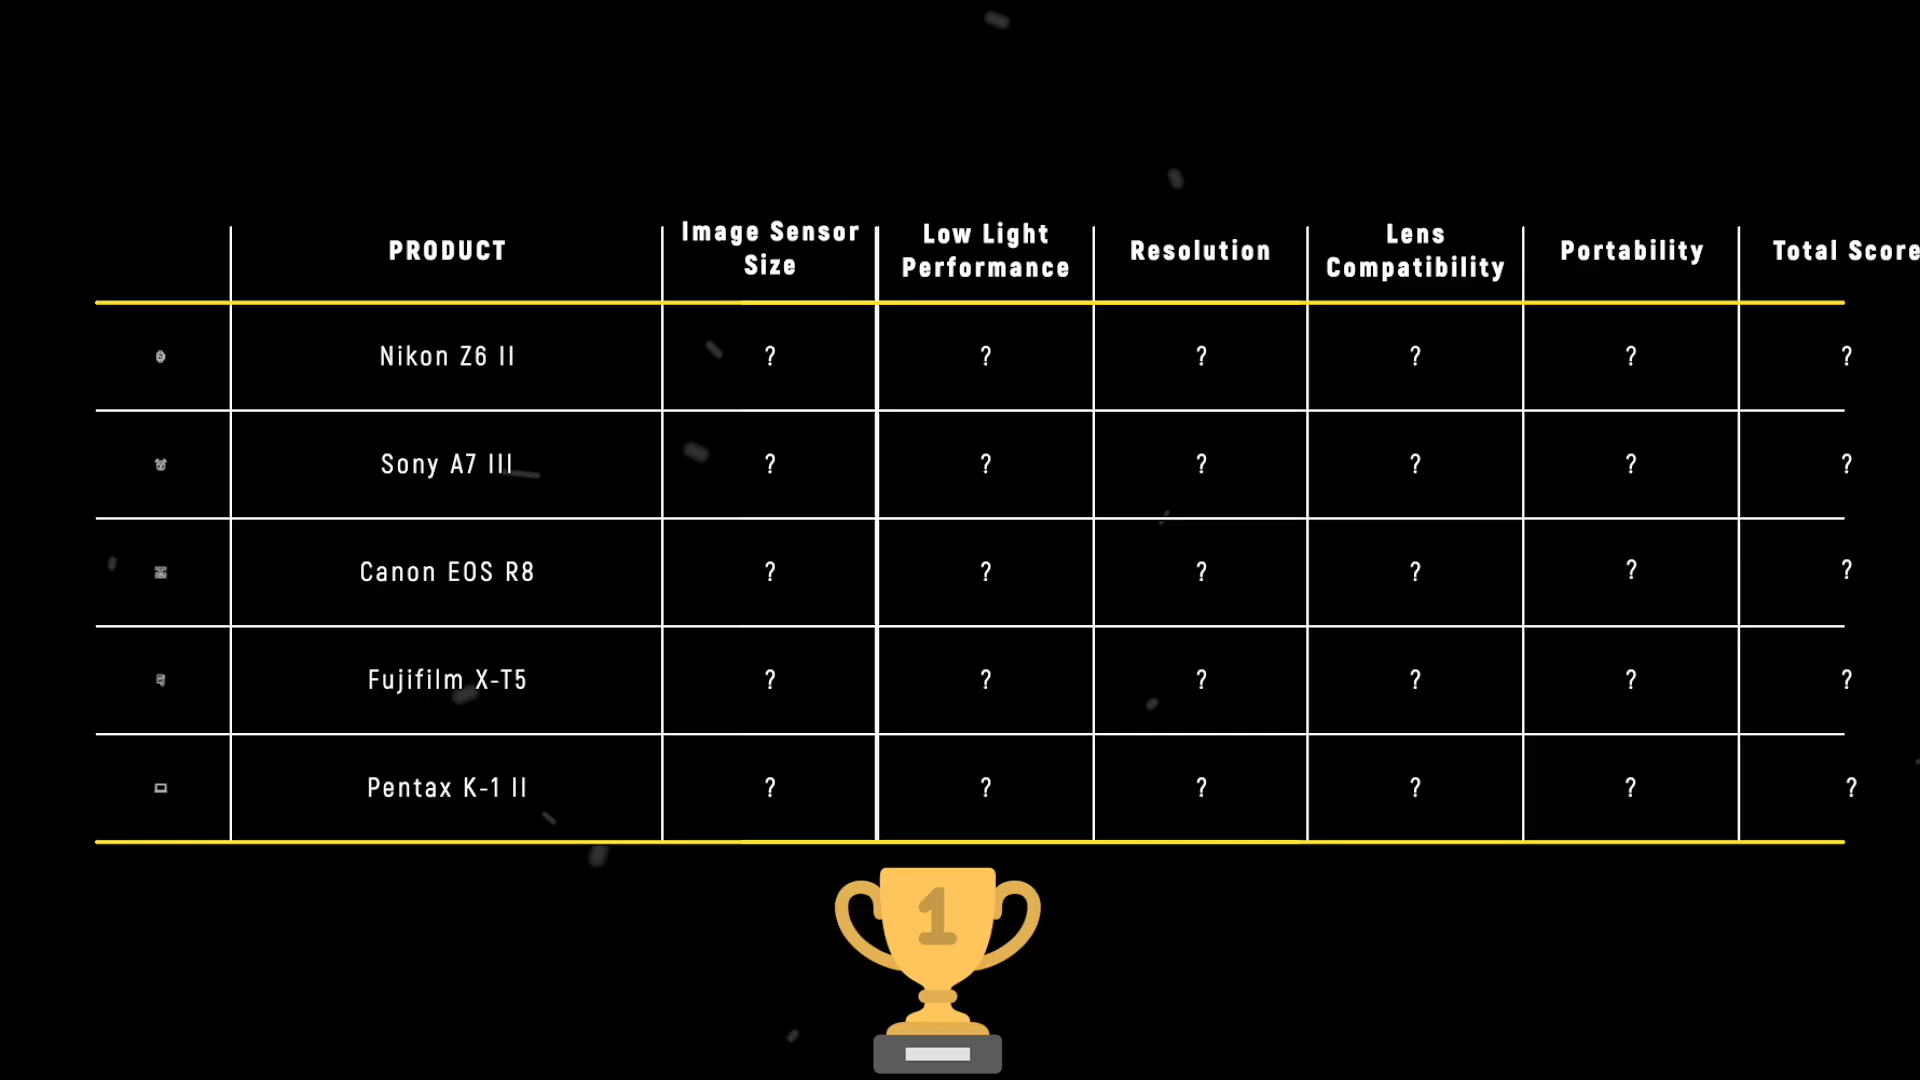 PRODUCT Image Sensor Size Low Light Performance Resolution Lens Compatibility Portability Total Score
Nikon Z6 II ? ? ? ? ? ?
Sony A7 III ? ? ? ? ? ?
Canon EOS R8 ? ? ? ? ? ?
Fujifilm X-T5 ? ? ? ? ? ?
Pentax K-1 II ? ? ? ? ? ?
1